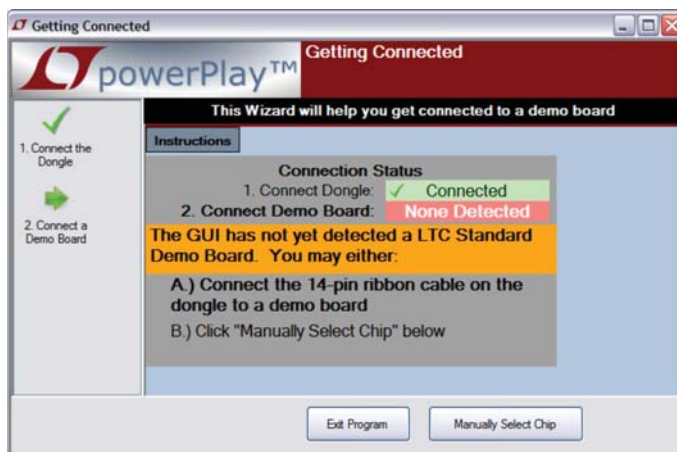 Getting Connected
powerPlay™
Getting Connected
This Wizard will help you get connected to a demo board
1. Connect the
Dongle
2. Connect a
Demo Board
Instructions
Connection Status
1. Connect Dongle: ✓ Connected
2. Connect Demo Board: None Detected
The GUI has not yet detected a LTC Standard
Demo Board. You may either:
A.) Connect the 14-pin ribbon cable on the
dongle to a demo board
B.) Click "Manually Select Chip" below
Exit Program
Manually Select Chip